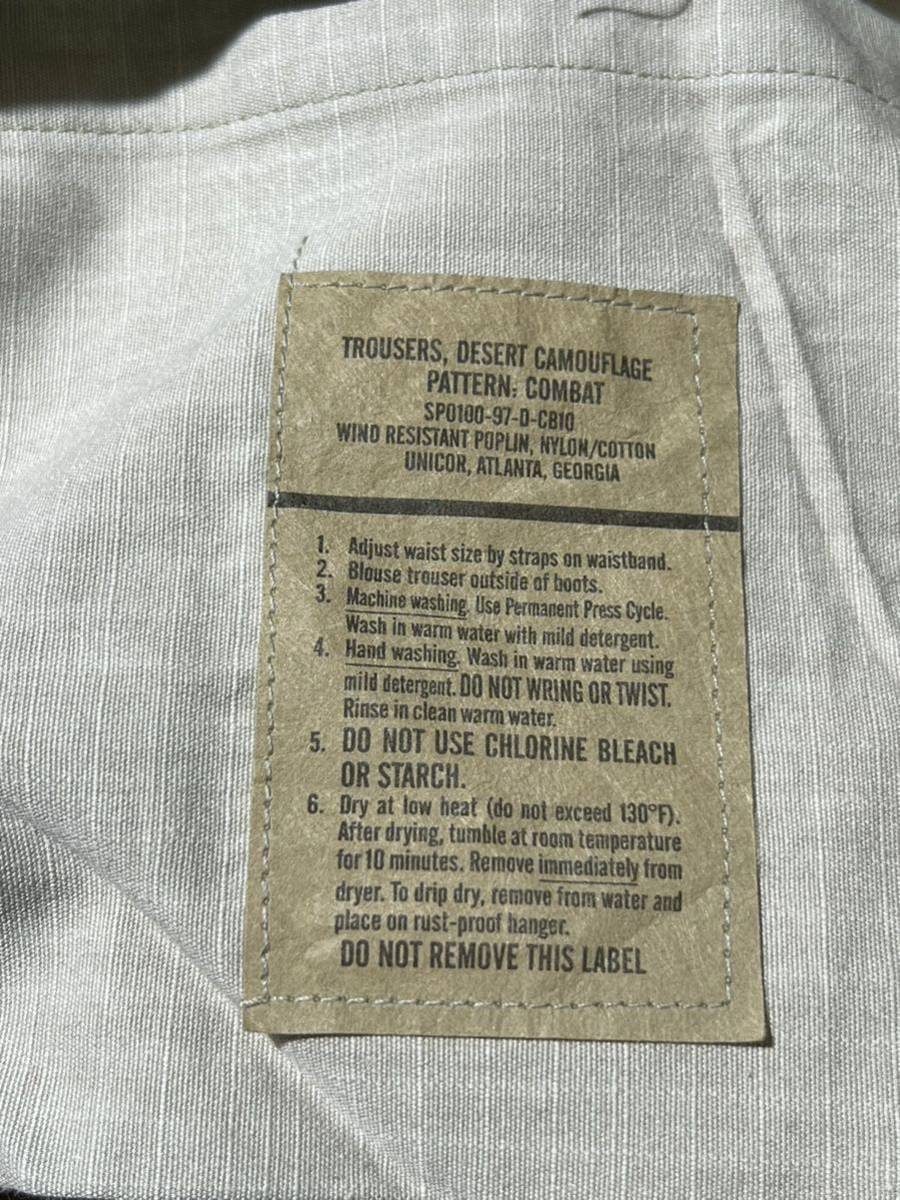 TROUSERS, DESERT CAMOUFLAGE
PATTERN: COMBAT
SPO100-97-D-CB10
WIND RESISTANT POPLIN, NYLON/COTTON
UNICOR, ATLANTA, GEORGIA
1. Adjust waist size by straps on waistband.
2. Blouse trouser outside of boots.
3. Machine washing. Use Permanent Press Cycle.
Wash in warm water with mild detergent.
4. Hand washing. Wash in warm water using
mild detergent. DO NOT WRING OR TWIST.
Rinse in clean warm water.
5. DO NOT USE CHLORINE BLEACH
OR STARCH.
6. Dry at low heat (do not exceed 130°F).
After drying, tumble at room temperature
for 10 minutes. Remove immediately from
dryer. To drip dry, remove from water and
place on rust-proof hanger.
DO NOT REMOVE THIS LABEL